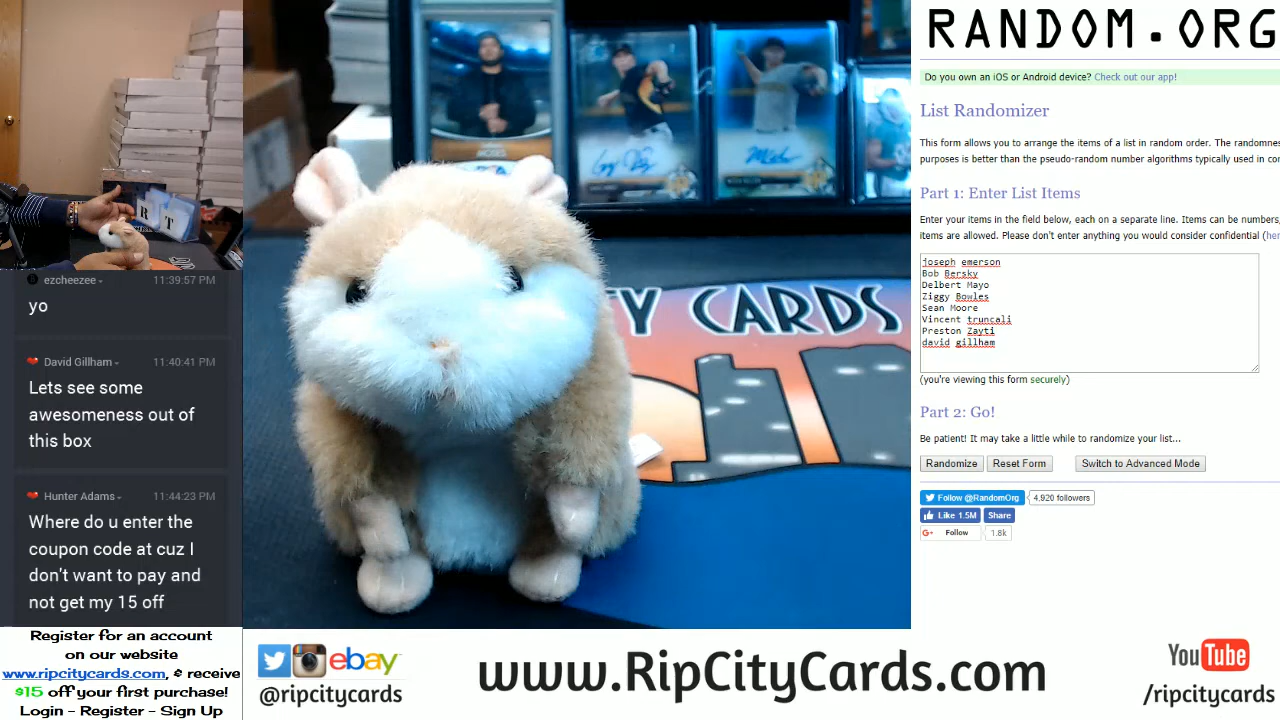 R T
ezcheezee 11:39:57 PM
yo
David Gillham 11:40:41 PM
Lets see some
awesomeness out of
this box
Hunter Adams 11:44:23 PM
Where do u enter the
coupon code at cuz I
don't want to pay and
not get my 15 off
Register for an account
on our website
www.ripcitycards.com, & receive
$15 off your first purchase!
Login - Register - Sign Up
TY CARDS
ebay
@ripcitycards
www.RipCityCards.com
YouTube
/ripcitycards
RANDOM.ORG
Do you own an iOS or Android device? Check out our app!
List Randomizer
This form allows you to arrange the items of a list in random order. The randomne
purposes is better than the pseudo-random number algorithms typically used in co
Part 1: Enter List Items
Enter your items in the field below, each on a separate line. Items can be numbers,
items are allowed. Please don't enter anything you would consider confidential (her
joseph emerson
Bob Bersky
Delbert Mayo
Ziggy Bowles
Sean Moore
Vincent truncali
Preston Zayti
david gillham
(you're viewing this form securely)
Part 2: Go!
Be patient! It may take a little while to randomize your list...
Randomize Reset Form Switch to Advanced Mode
Follow @RandomOrg 4,920 followers
Like 1.5M Share
G+ Follow 1.8k